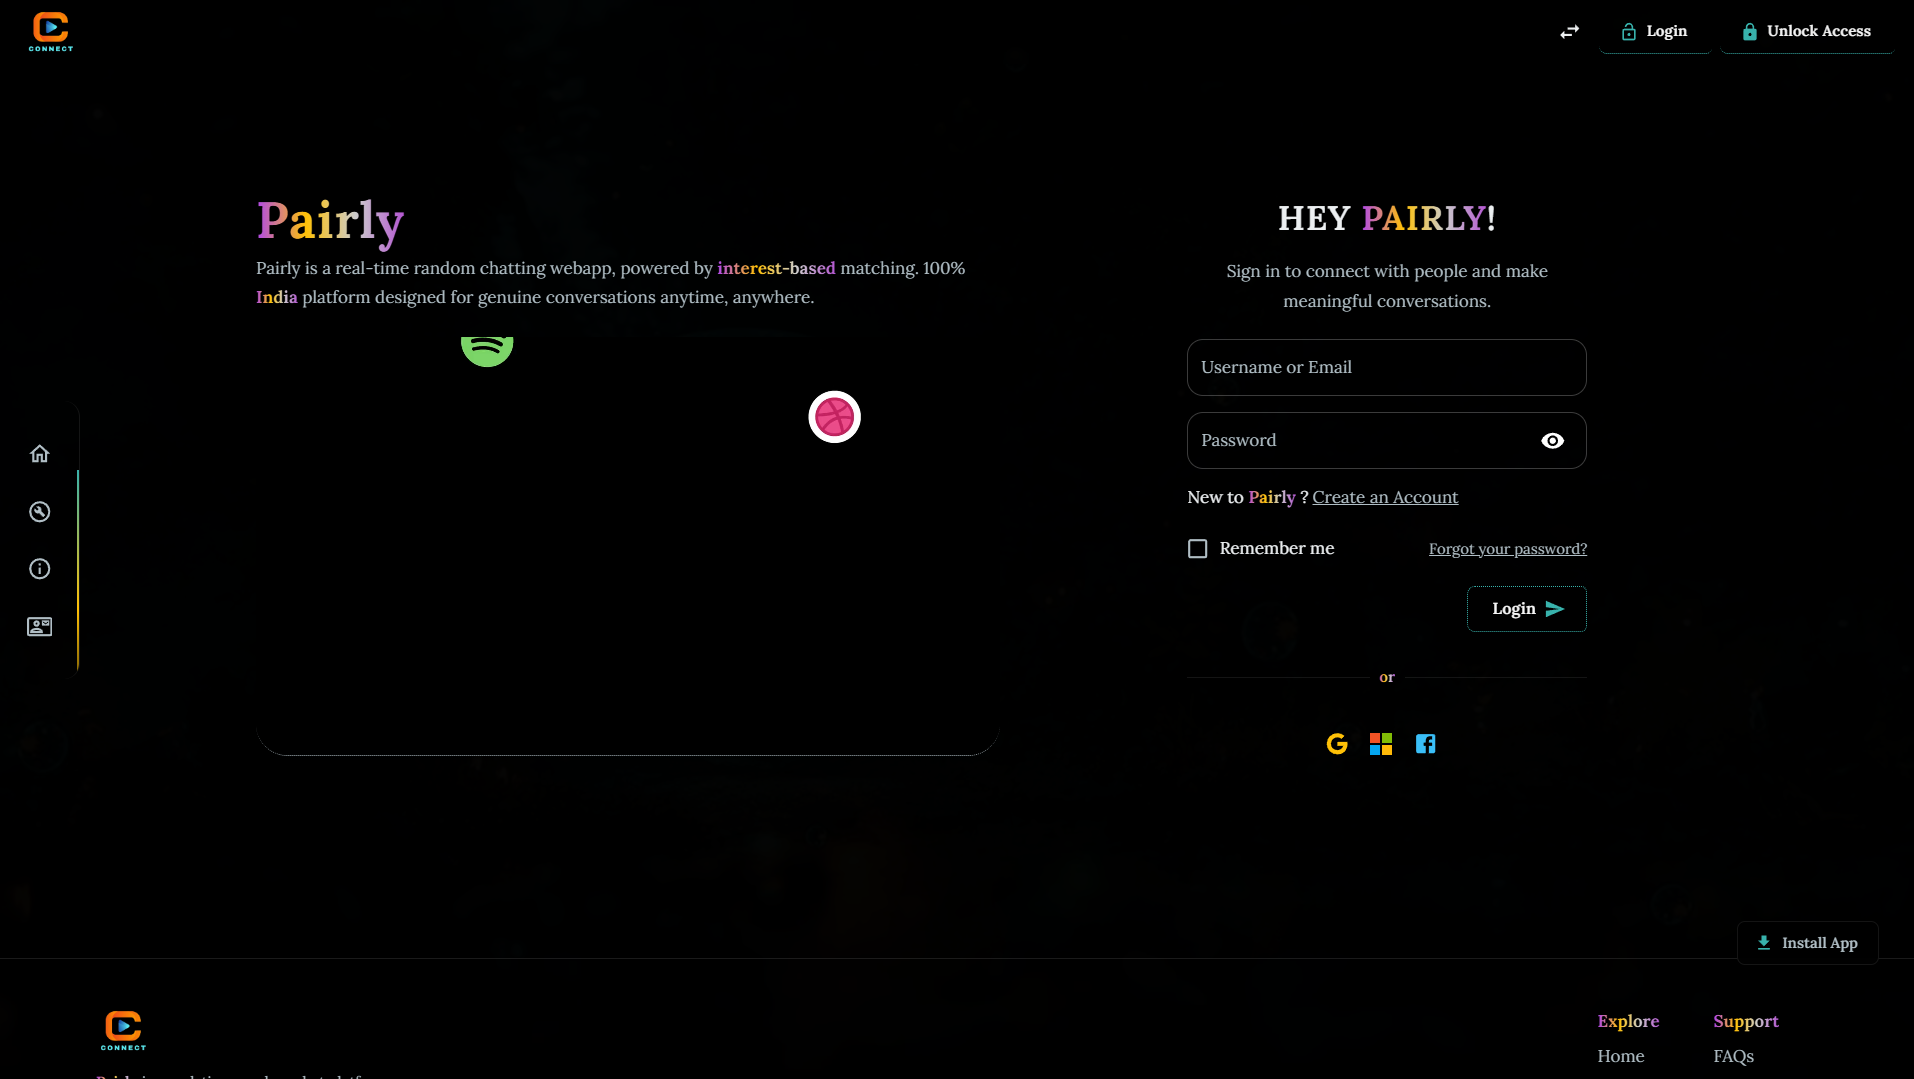 CONNECT
Login
Unlock Access
Pairly
Pairly is a real-time random chatting webapp, powered by interest-based matching. 100%
India platform designed for genuine conversations anytime, anywhere.
HEY PAIRLY!
Sign in to connect with people and make
meaningful conversations.
Username or Email
Password
New to Pairly ? Create an Account
Remember me
Forgot your password?
Login
or
Install App
CONNECT
Explore
Home
Support
FAQs